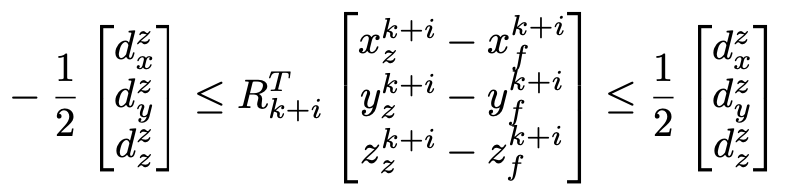 $$-\frac{1}{2}\begin{bmatrix} d_x^z \\ d_y^z \\ d_z^z \end{bmatrix} \leq R_{k+i}^T \begin{bmatrix} x_z^{k+i} - x_f^{k+i} \\ y_z^{k+i} - y_f^{k+i} \\ z_z^{k+i} - z_f^{k+i} \end{bmatrix} \leq \frac{1}{2}\begin{bmatrix} d_x^z \\ d_y^z \\ d_z^z \end{bmatrix}$$